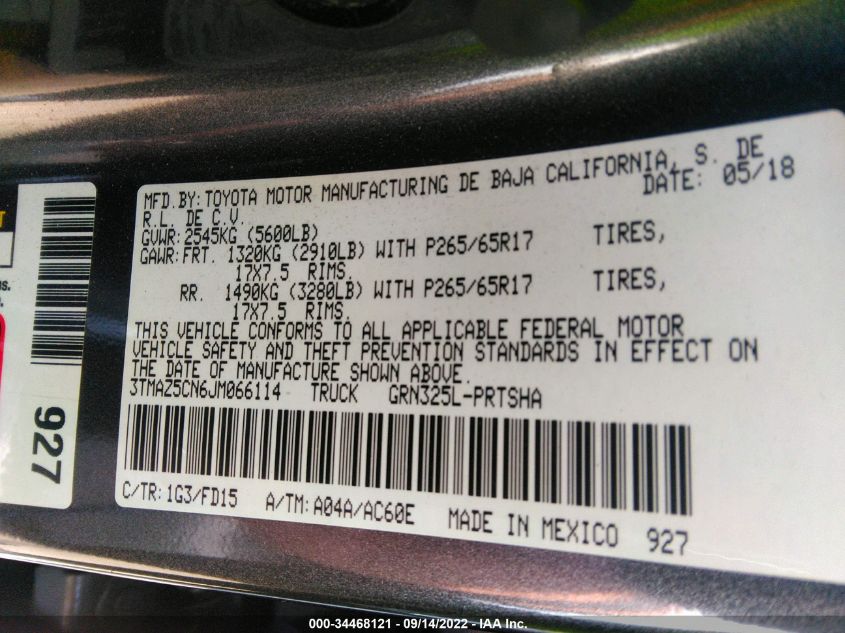 MFD.BY:TOYOTA MOTOR MANUFACTURING DE BAJA CALIFORNIA, S. DE
R.L. DE C.V. DATE: 05/18
GVWR:2545KG (5600LB)
GAWR:FRT. 1320KG (2910LB) WITH P265/65R17 TIRES,
17X7.5 RIMS.
RR. 1490KG (3280LB) WITH P265/65R17 TIRES,
17X7.5 RIMS.
THIS VEHICLE CONFORMS TO ALL APPLICABLE FEDERAL MOTOR
VEHICLE SAFETY AND THEFT PREVENTION STANDARDS IN EFFECT ON
THE DATE OF MANUFACTURE SHOWN ABOVE.
3TMAZ5CN6JM066114 TRUCK GRN325L-PRTSHA
C/TR:1G3/FD15 A/TM:A04A/AC60E MADE IN MEXICO 927
927
000-34468121 - 09/14/2022 - IAA Inc.